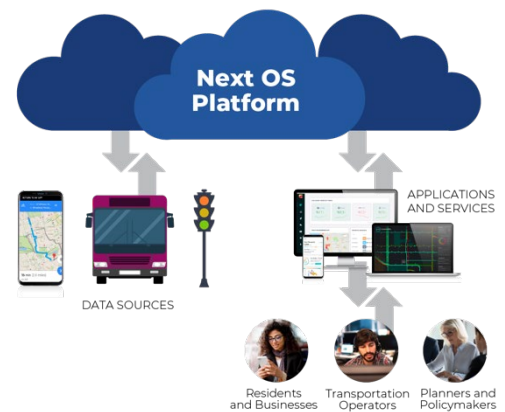 Next OS
Platform
APPLICATIONS
AND SERVICES
DATA SOURCES
Residents
and Businesses
Transportation
Operators
Planners and
Policymakers